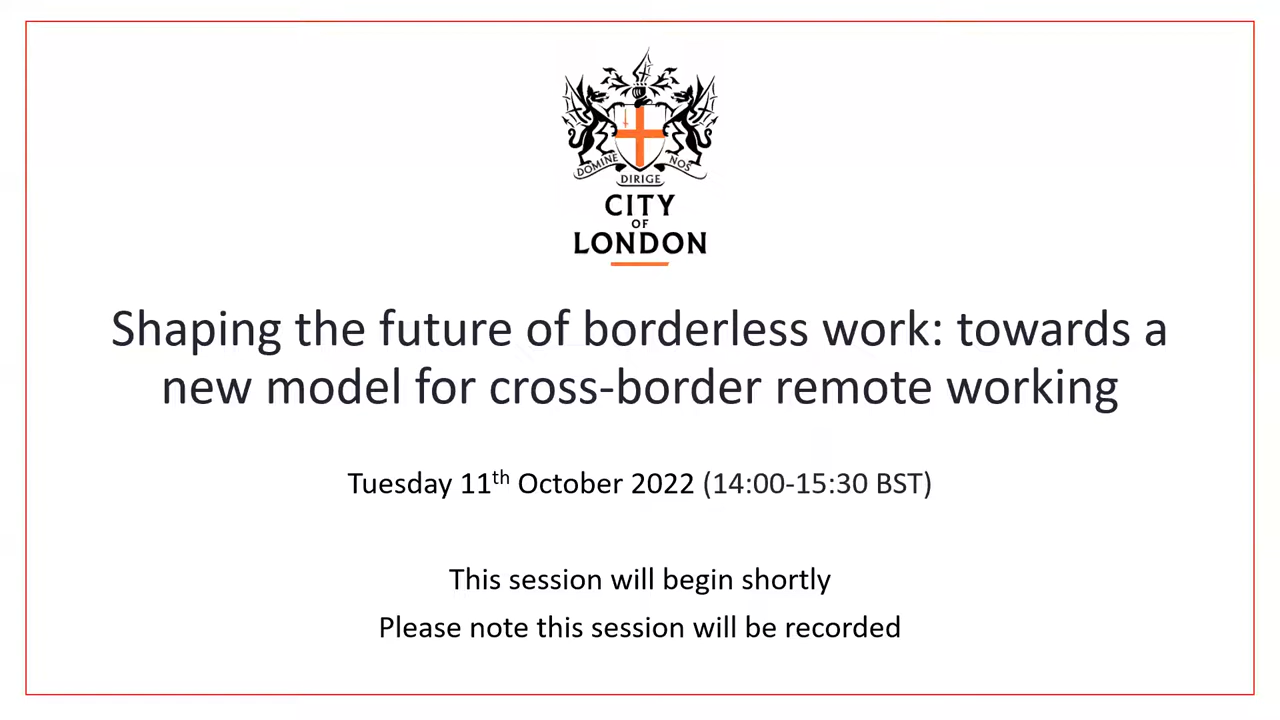 DOMINE DIRIGE NOS
CITY
OF
LONDON
Shaping the future of borderless work: towards a
new model for cross-border remote working
Tuesday 11th October 2022 (14:00-15:30 BST)
This session will begin shortly
Please note this session will be recorded